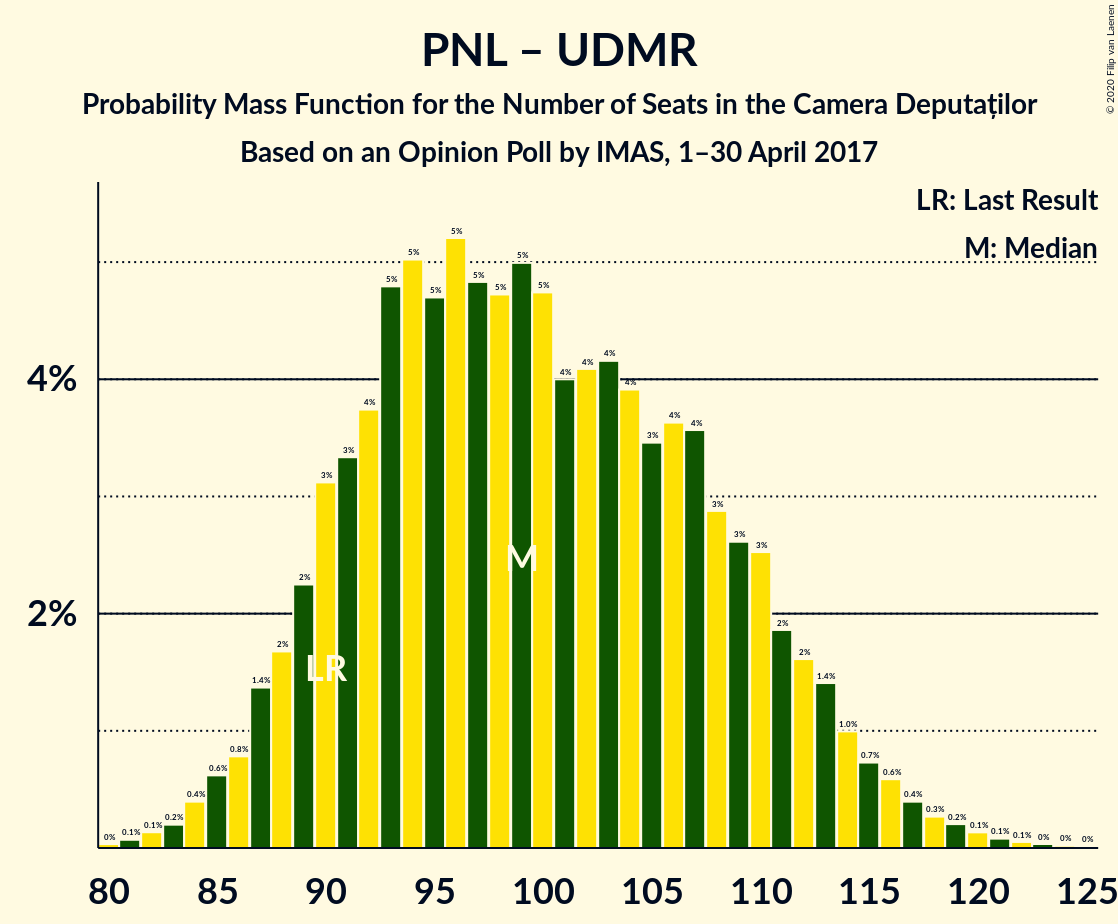 PNL – UDMR
Probability Mass Function for the Number of Seats in the Camera Deputaților
Based on an Opinion Poll by IMAS, 1–30 April 2017
© 2020 Filip van Laenen
LR: Last Result
M: Median
4%
2%
0% 0.1% 0.1% 0.2% 0.4% 0.6% 0.8% 1.4% 2% 2% 3% 3% 4% 5% 5% 5% 5% 5% 5% 5% 5% 4% 4% 4% 4% 3% 4% 4% 3% 3% 3% 2% 2% 1.4% 1.0% 0.7% 0.6% 0.4% 0.3% 0.2% 0.1% 0.1% 0.1% 0% 0% 0%
M
LR
80 85 90 95 100 105 110 115 120 125